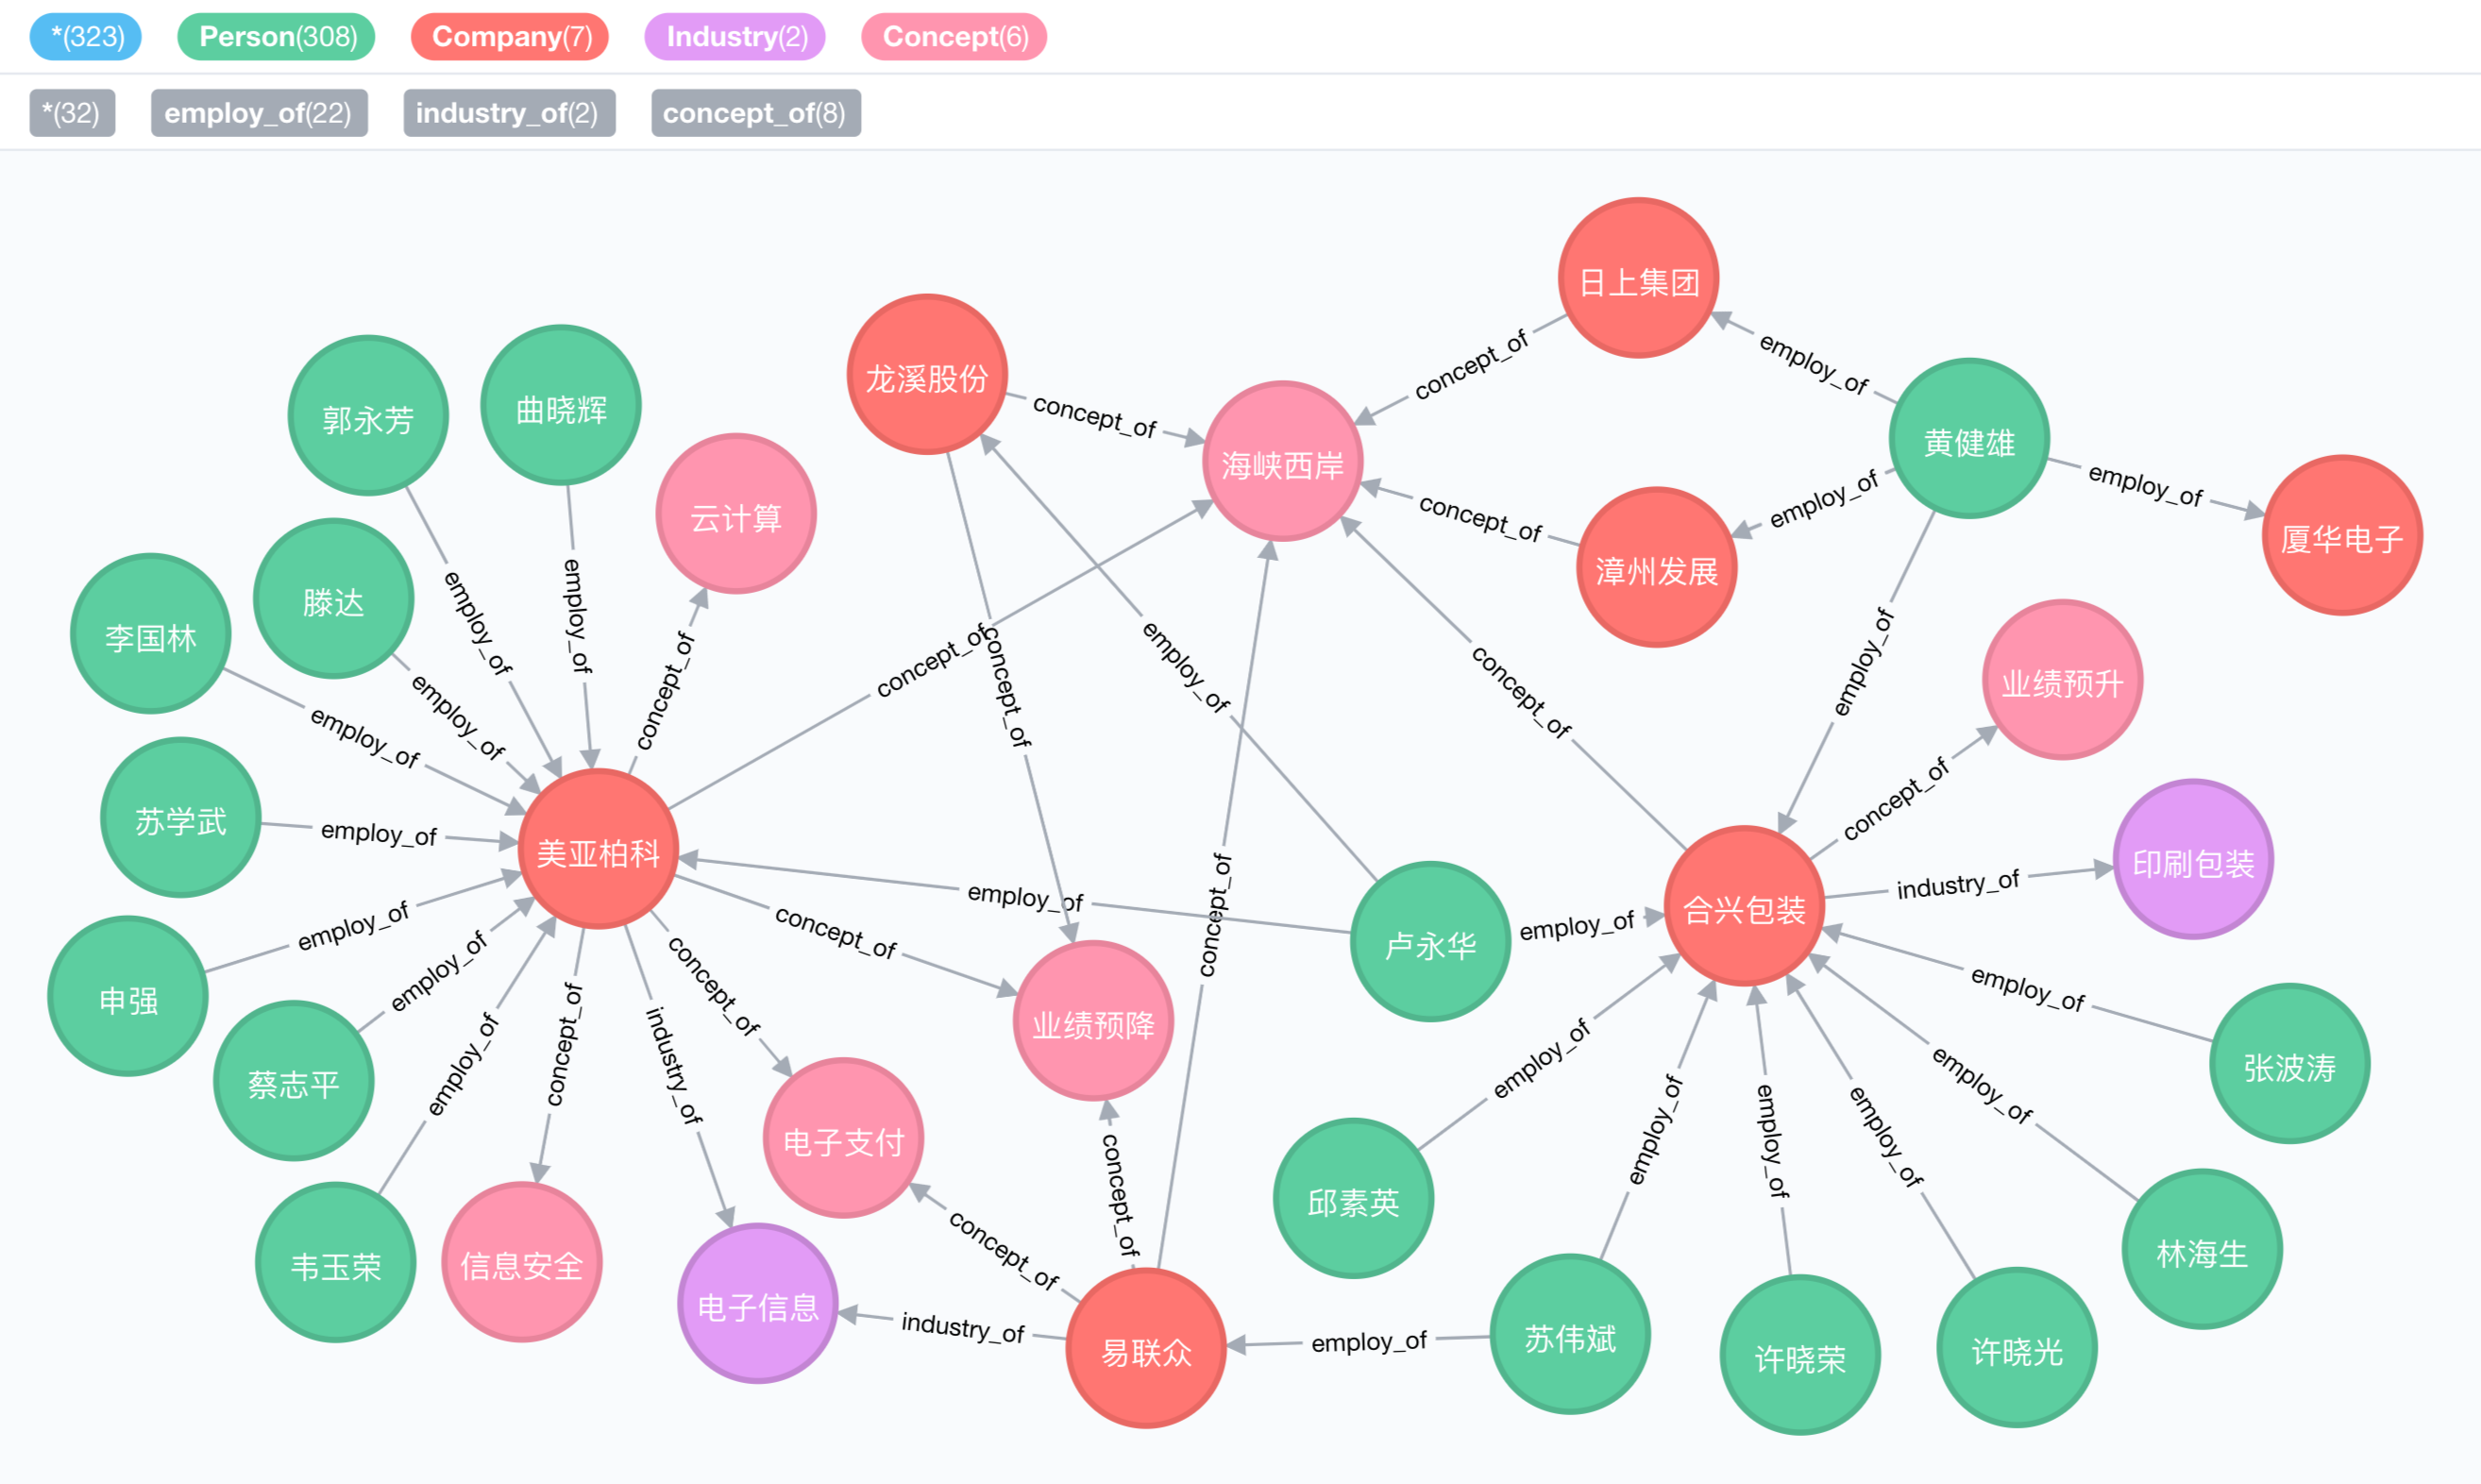 *(323) Person(308) Company(7) Industry(2) Concept(6)
*(32) employ_of(22) industry_of(2) concept_of(8)
日上集团
employ_of
concept_of
龙溪股份
concept_of
黄健雄
郭永芳
曲晓辉
海峡西岸
employ_of
employ_of
云计算
concept_of
厦华电子
漳州发展
滕达
employ_of
employ_of
李国林
employ_of
concept_of
concept_of
concept_of
employ_of
concept_of
employ_of
业绩预升
employ_of
employ_of
concept_of
苏学武
employ_of
美亚柏科
印刷包装
industry_of
concept_of
employ_of
合兴包装
employ_of
employ_of
concept_of
卢永华
employ_of
concept_of
申强
concept_of
employ_of
业绩预降
employ_of
employ_of
concept_of
industry_of
employ_of
张波涛
蔡志平
employ_of
employ_of
employ_of
employ_of
电子支付
concept_of
邱素英
concept_of
韦玉荣
信息安全
林海生
电子信息
industry_of
易联众
employ_of
苏伟斌
许晓荣
许晓光